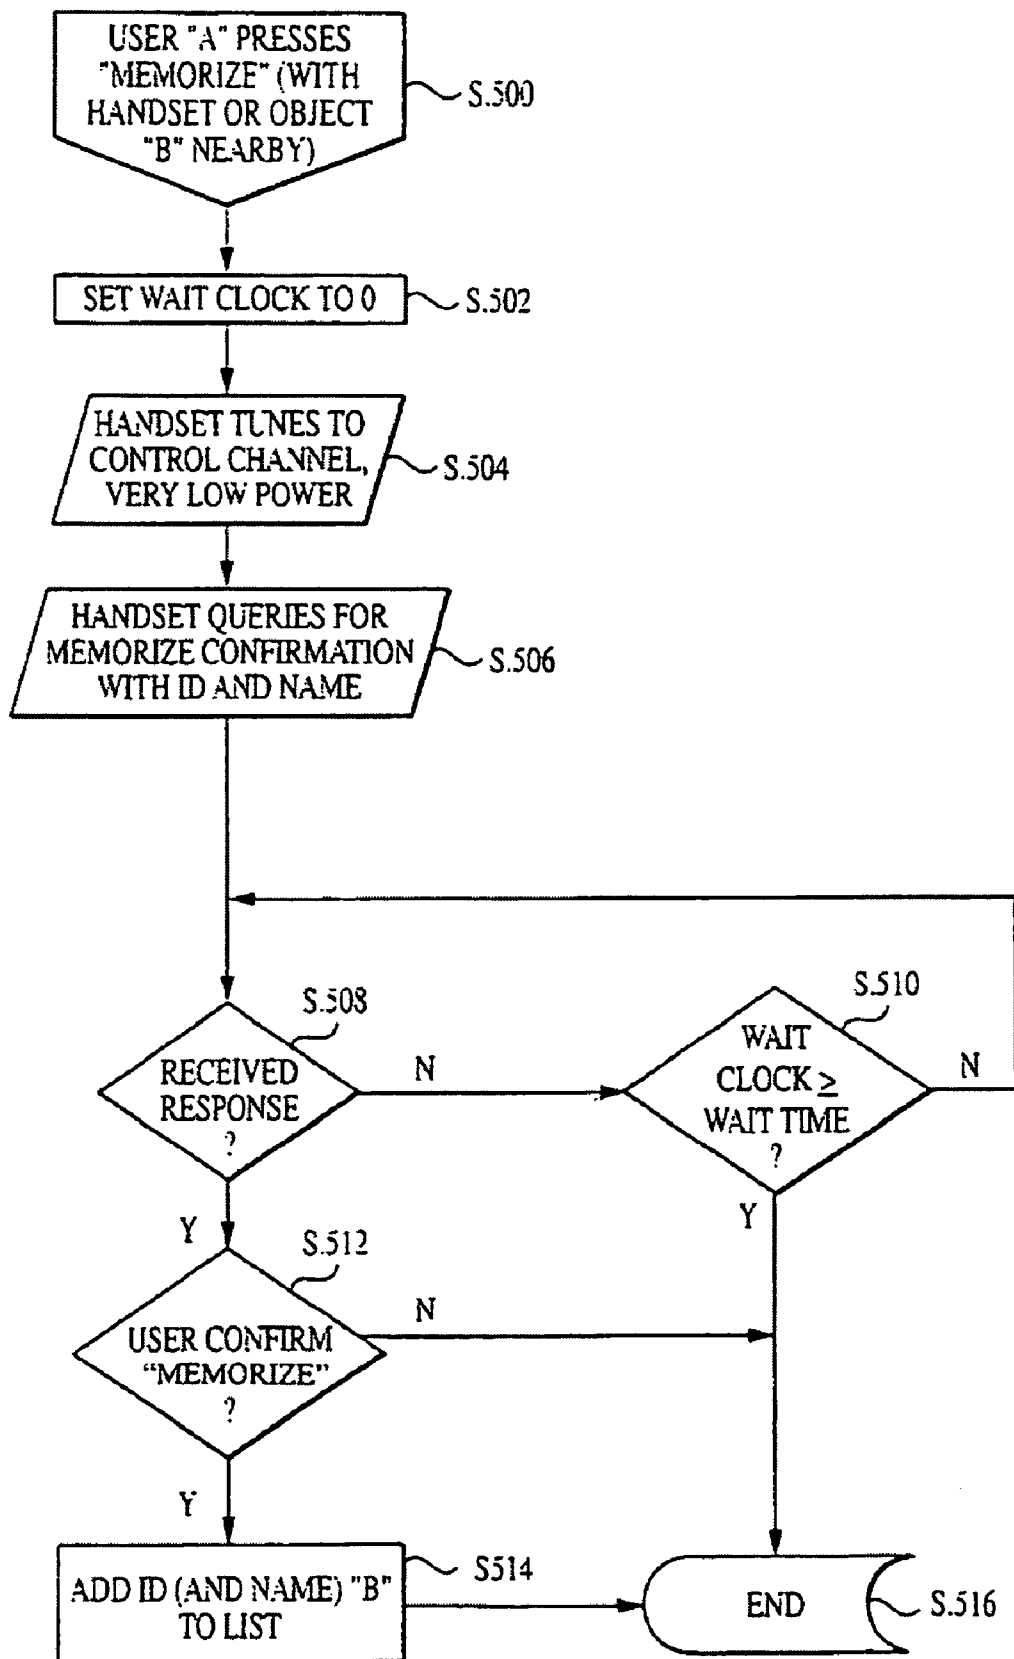 USER "A" PRESSES
"MEMORIZE" (WITH
HANDSET OR OBJECT
"B" NEARBY)
S.500
SET WAIT CLOCK TO 0
S.502
HANDSET TUNES TO
CONTROL CHANNEL,
VERY LOW POWER
S.504
HANDSET QUERIES FOR
MEMORIZE CONFIRMATION
WITH ID AND NAME
S.506
S.508
RECEIVED
RESPONSE
?
N
Y
S.510
WAIT
CLOCK ≥
WAIT TIME
?
N
Y
S.512
USER CONFIRM
“MEMORIZE”
?
N
Y
ADD ID (AND NAME) "B"
TO LIST
S514
END
S.516